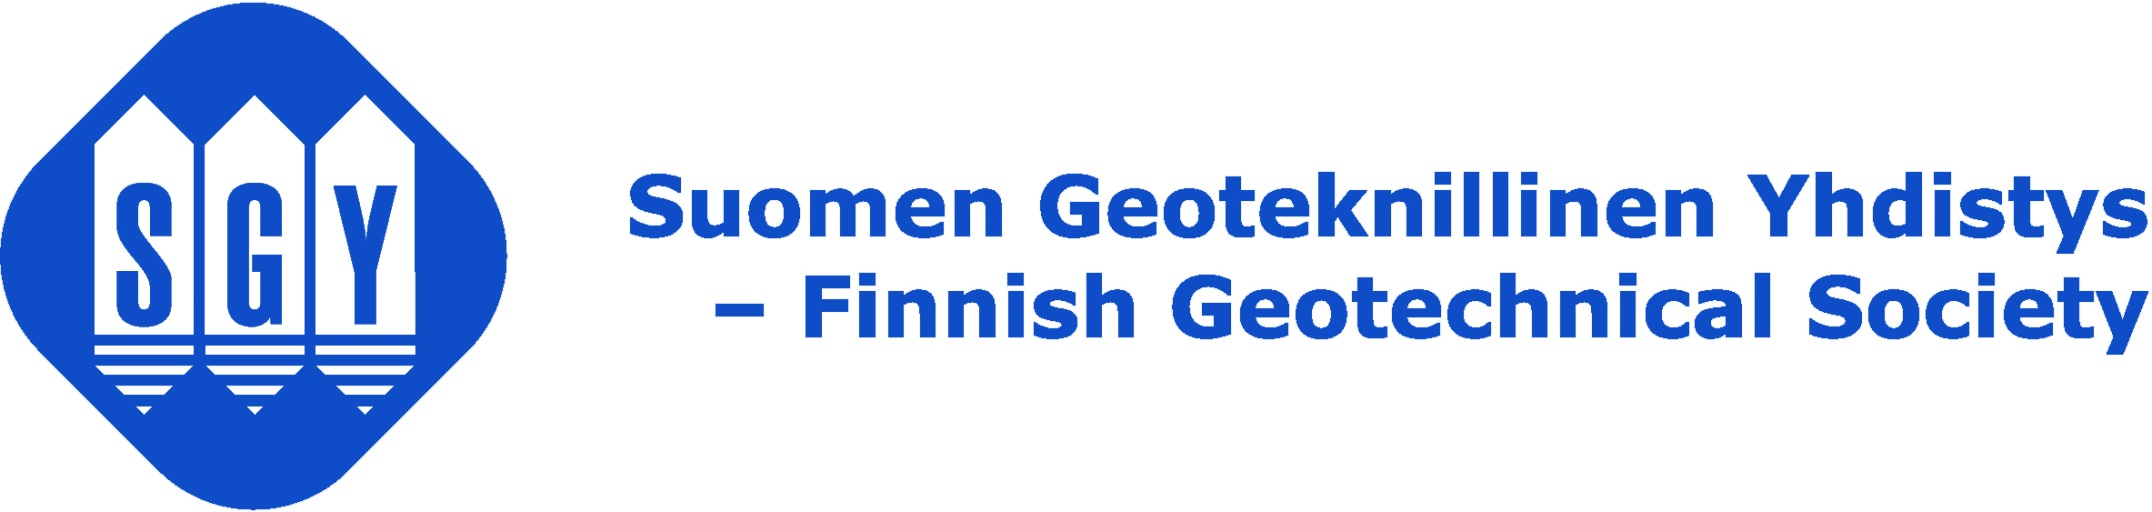 SGY
Suomen Geoteknillinen Yhdistys
– Finnish Geotechnical Society